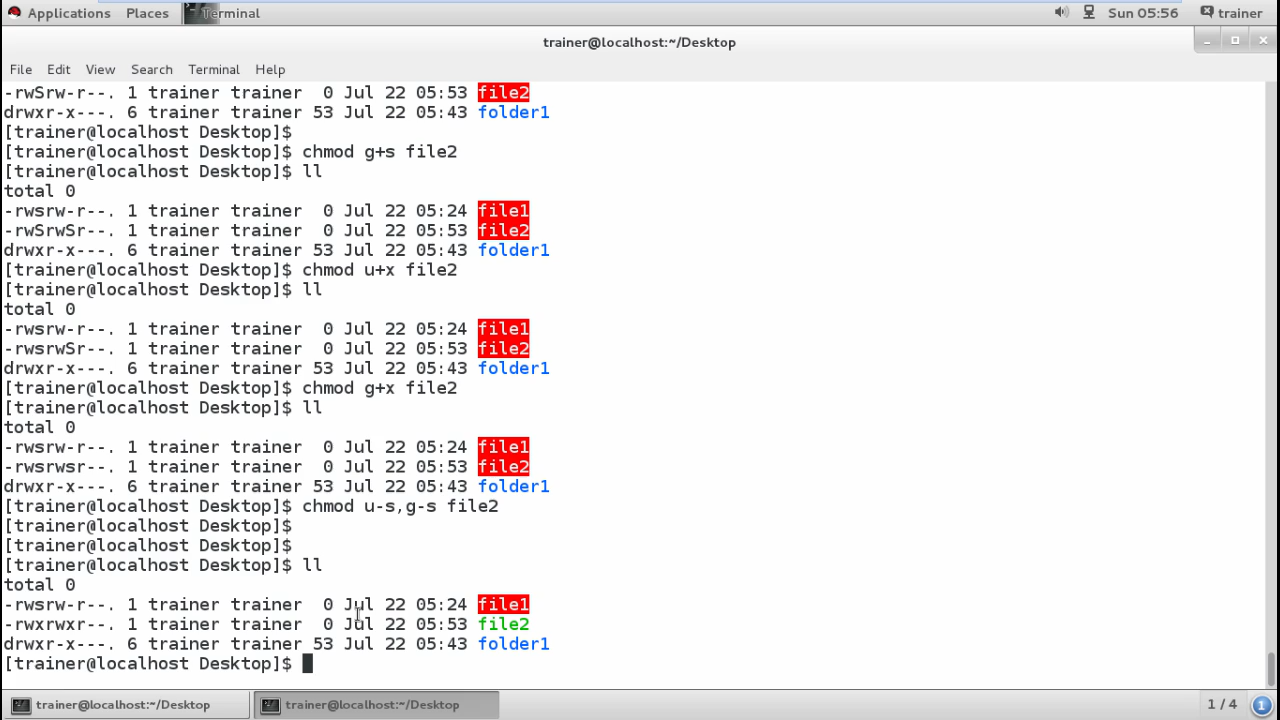 Applications Places Terminal Sun 05:56 trainer
trainer@localhost:~/Desktop
File Edit View Search Terminal Help
-rwSrw-r--. 1 trainer trainer 0 Jul 22 05:53 file2
drwxr-x---. 6 trainer trainer 53 Jul 22 05:43 folder1
[trainer@localhost Desktop]$
[trainer@localhost Desktop]$ chmod g+s file2
[trainer@localhost Desktop]$ ll
total 0
-rwsrw-r--. 1 trainer trainer 0 Jul 22 05:24 file1
-rwSrwSr--. 1 trainer trainer 0 Jul 22 05:53 file2
drwxr-x---. 6 trainer trainer 53 Jul 22 05:43 folder1
[trainer@localhost Desktop]$ chmod u+x file2
[trainer@localhost Desktop]$ ll
total 0
-rwsrw-r--. 1 trainer trainer 0 Jul 22 05:24 file1
-rwsrwSr--. 1 trainer trainer 0 Jul 22 05:53 file2
drwxr-x---. 6 trainer trainer 53 Jul 22 05:43 folder1
[trainer@localhost Desktop]$ chmod g+x file2
[trainer@localhost Desktop]$ ll
total 0
-rwsrw-r--. 1 trainer trainer 0 Jul 22 05:24 file1
-rwsrwsr--. 1 trainer trainer 0 Jul 22 05:53 file2
drwxr-x---. 6 trainer trainer 53 Jul 22 05:43 folder1
[trainer@localhost Desktop]$ chmod u-s,g-s file2
[trainer@localhost Desktop]$
[trainer@localhost Desktop]$
[trainer@localhost Desktop]$ ll
total 0
-rwsrw-r--. 1 trainer trainer 0 Jul 22 05:24 file1
-rwxrwxr--. 1 trainer trainer 0 Jul 22 05:53 file2
drwxr-x---. 6 trainer trainer 53 Jul 22 05:43 folder1
[trainer@localhost Desktop]$
trainer@localhost:~/Desktop trainer@localhost:~/Desktop 1 / 4 1